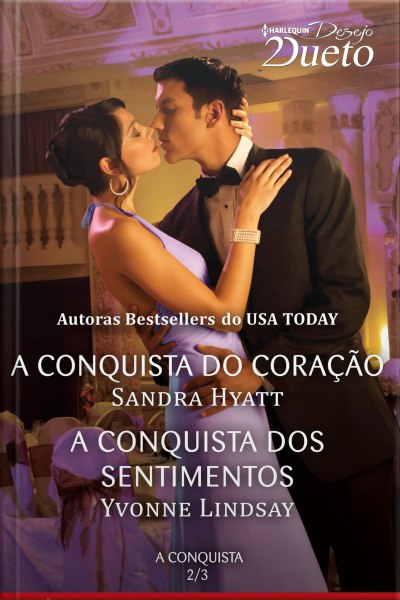 HARLEQUIN Desejo
2Dueto
Autoras Bestsellers do USA TODAY
A CONQUISTA DO CORAÇÃO
SANDRA HYATT
A CONQUISTA DOS
SENTIMENTOS
YVONNE LINDSAY
A CONQUISTA
2/3